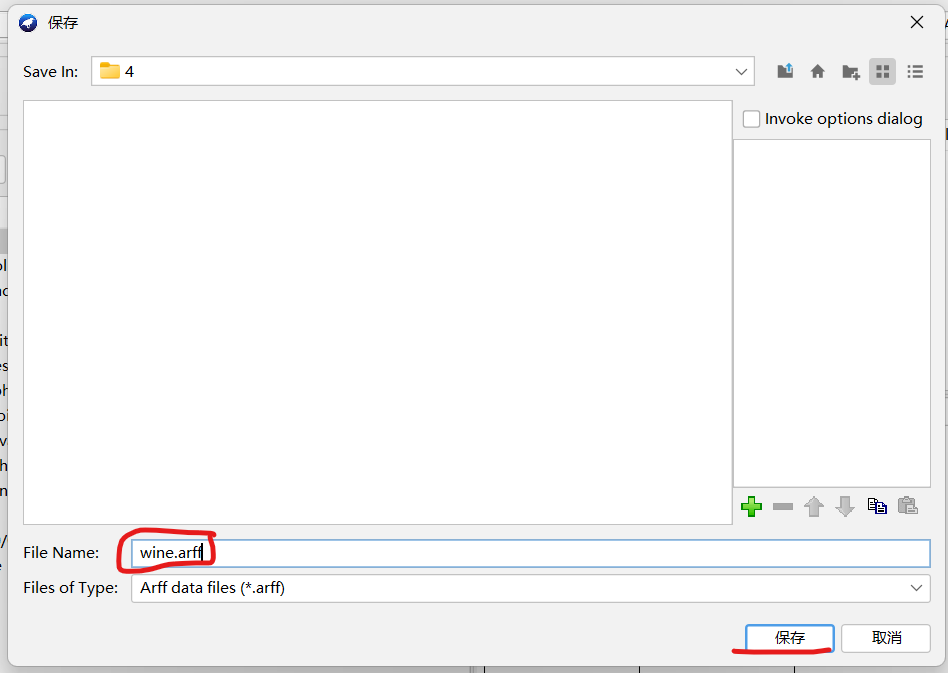 保存
Save In:
4
Invoke options dialog
File Name:
wine.arff
Files of Type:
Arff data files (*.arff)
保存
取消